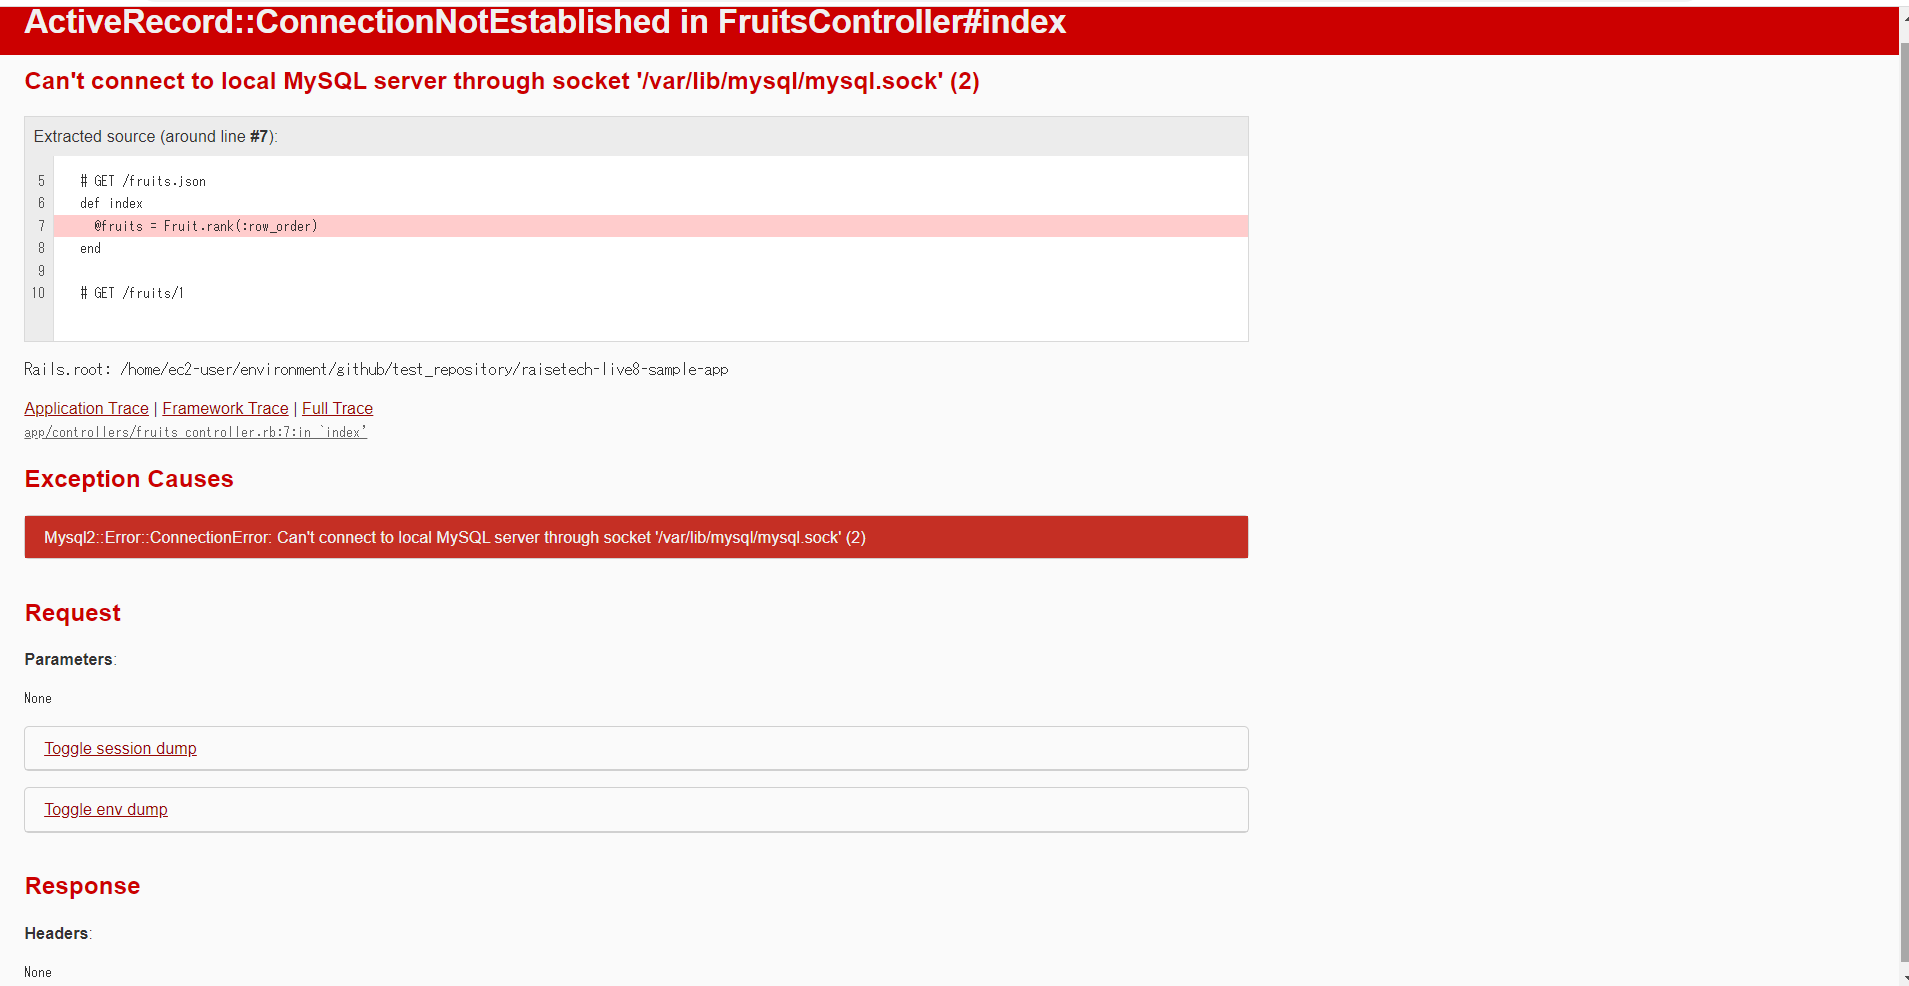 ActiveRecord::ConnectionNotEstablished in FruitsController#index
Can't connect to local MySQL server through socket '/var/lib/mysql/mysql.sock' (2)
Extracted source (around line #7):
5 # GET /fruits.json
6 def index
7 @fruits = Fruit.rank(:row_order)
8 end
9
10 # GET /fruits/1
Rails.root: /home/ec2-user/environment/github/test_repository/raisetech-live8-sample-app
Application Trace | Framework Trace | Full Trace
app/controllers/fruits_controller.rb:7:in `index'
Exception Causes
Mysql2::Error::ConnectionError: Can't connect to local MySQL server through socket '/var/lib/mysql/mysql.sock' (2)
Request
Parameters:
None
Toggle session dump
Toggle env dump
Response
Headers:
None